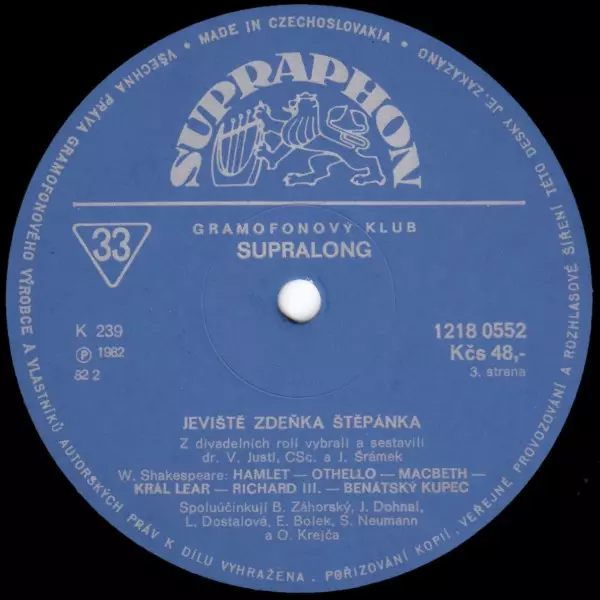 VŠECHNA PRÁVA GRAMOFONOVÉHO VÝROBCE A VLASTNÍKŮ AUTORSKÝCH PRÁV K DÍLU VYHRAŽENA . POŘIZOVÁNÍ KOPIÍ, VEŘEJNÉ PROVOZOVÁNÍ A ROZHLASOVÉ ŠÍŘENÍ TÉTO DESKY JE ZAKÁZÁNO • MADE IN CZECHOSLOVAKIA •
SUPRAPHON
GRAMOFONOVÝ KLUB
SUPRALONG
33
K 239
℗ 1982
82 2
1218 0552
Kčs 48,-
3. strana
JEVIŠTĚ ZDEŇKA ŠTĚPÁNKA
Z divadelních rolí vybrali a sestavili
dr. V. Justl, CSc. a J. Šrámek
W. Shakespeare: HAMLET — OTHELLO — MACBETH —
KRÁL LEAR — RICHARD III. — BENÁTSKÝ KUPEC
Spoluúčinkují B. Záhorský, J. Dohnal,
L. Dostalová, E. Bolek, S. Neumann
a O. Krejča